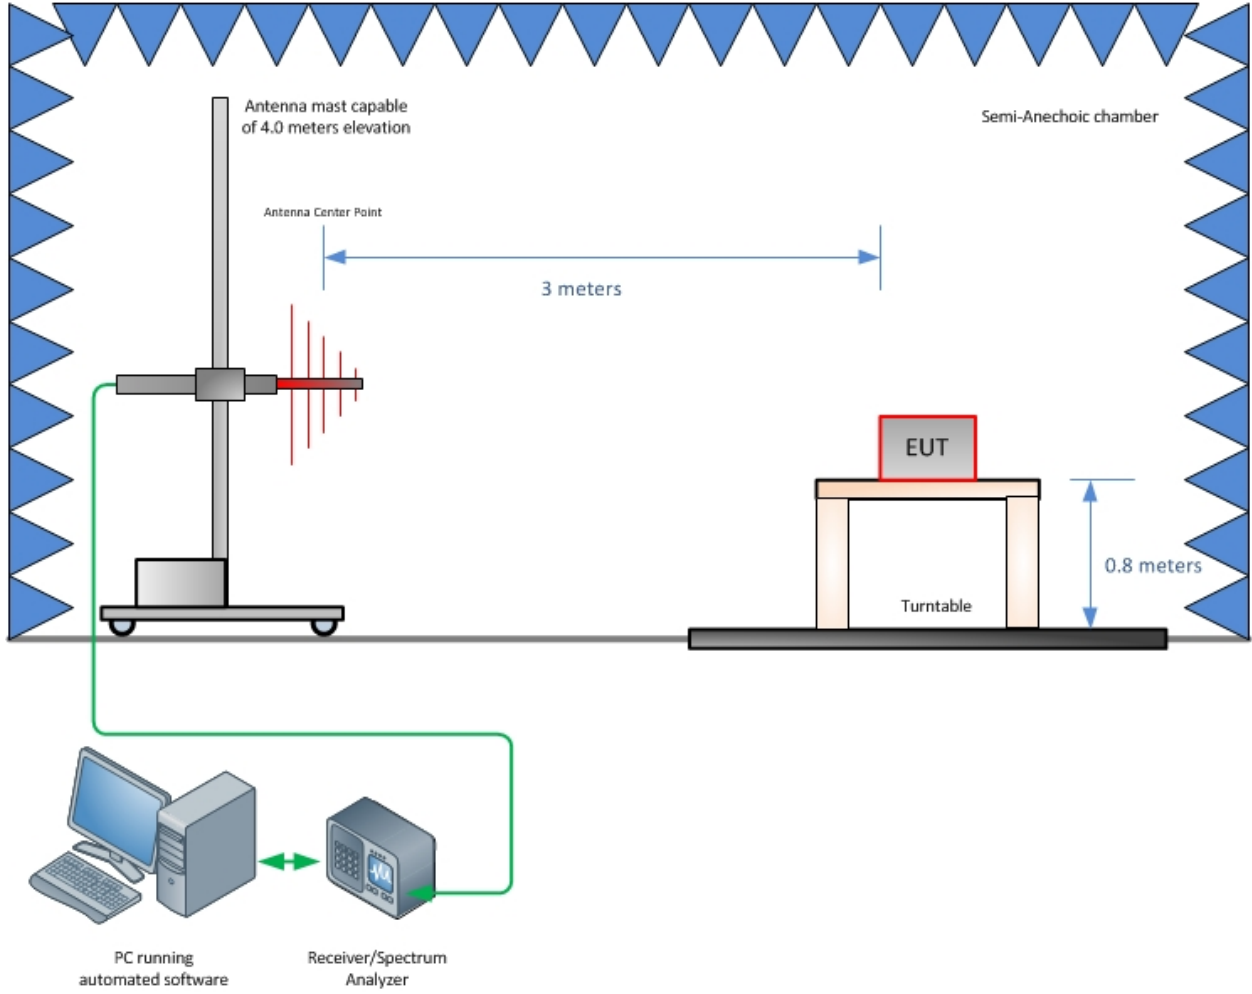 Antenna mast capable
of 4.0 meters elevation
Semi-Anechoic chamber
Antenna Center Point
3 meters
EUT
0.8 meters
Turntable
PC running
automated software
Receiver/Spectrum
Analyzer